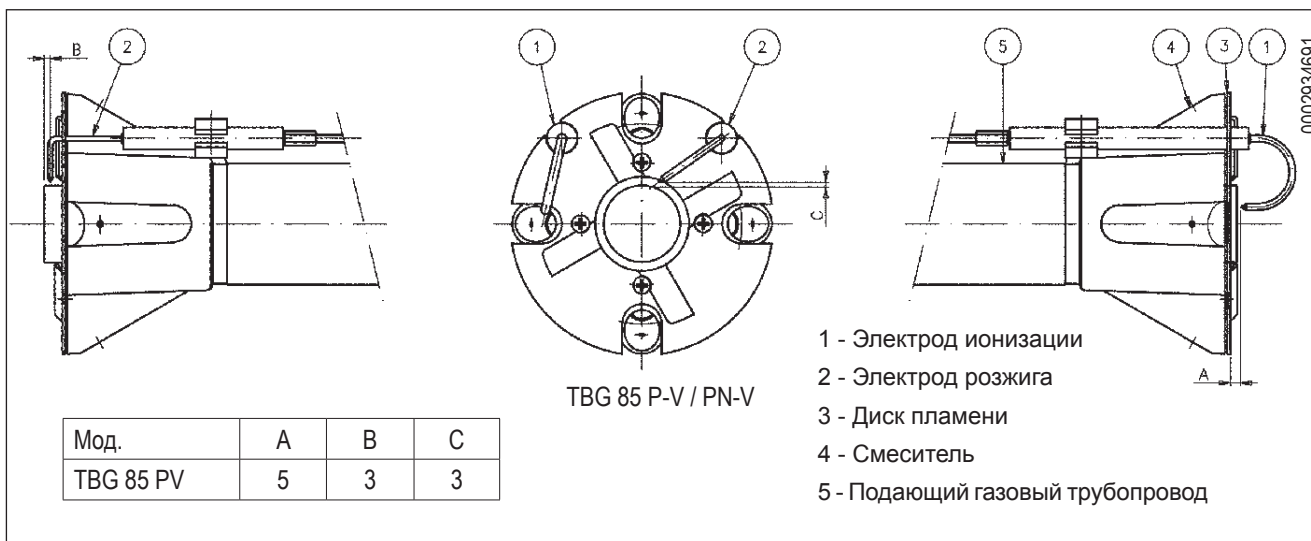 B
2
1
2
5
4
3
1
0002934691
C
A
TBG 85 P-V / PN-V
1 - Электрод ионизации
2 - Электрод розжига
3 - Диск пламени
4 - Смеситель
5 - Подающий газовый трубопровод
Мод. A B C
TBG 85 PV 5 3 3